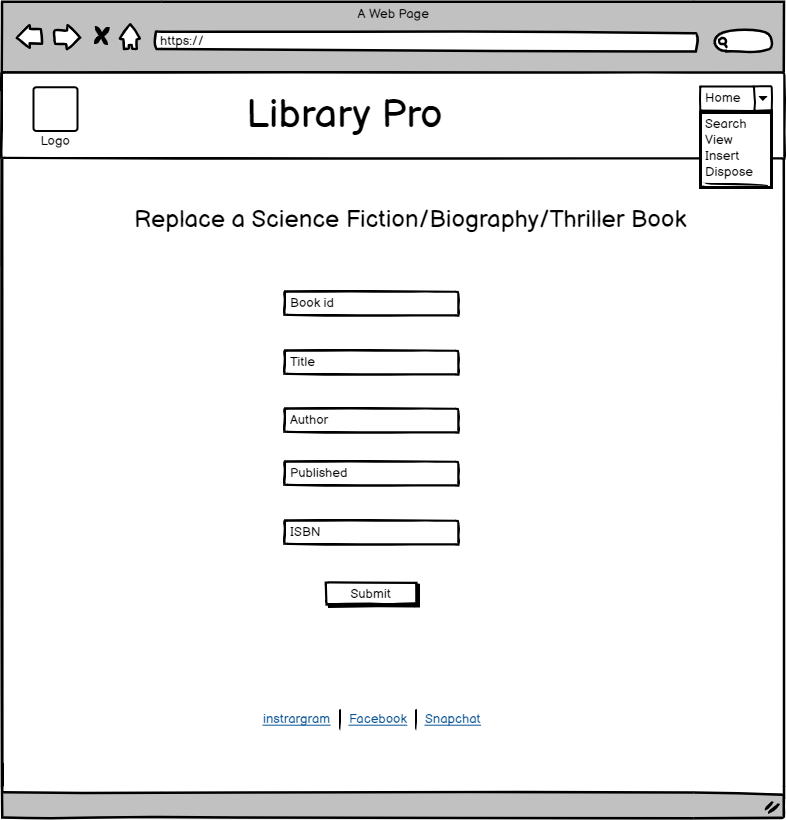 A Web Page
https://
Logo
Library Pro
Home
Search
View
Insert
Dispose
Replace a Science Fiction/Biography/Thriller Book
Book id
Title
Author
Published
ISBN
Submit
instrargram | Facebook | Snapchat